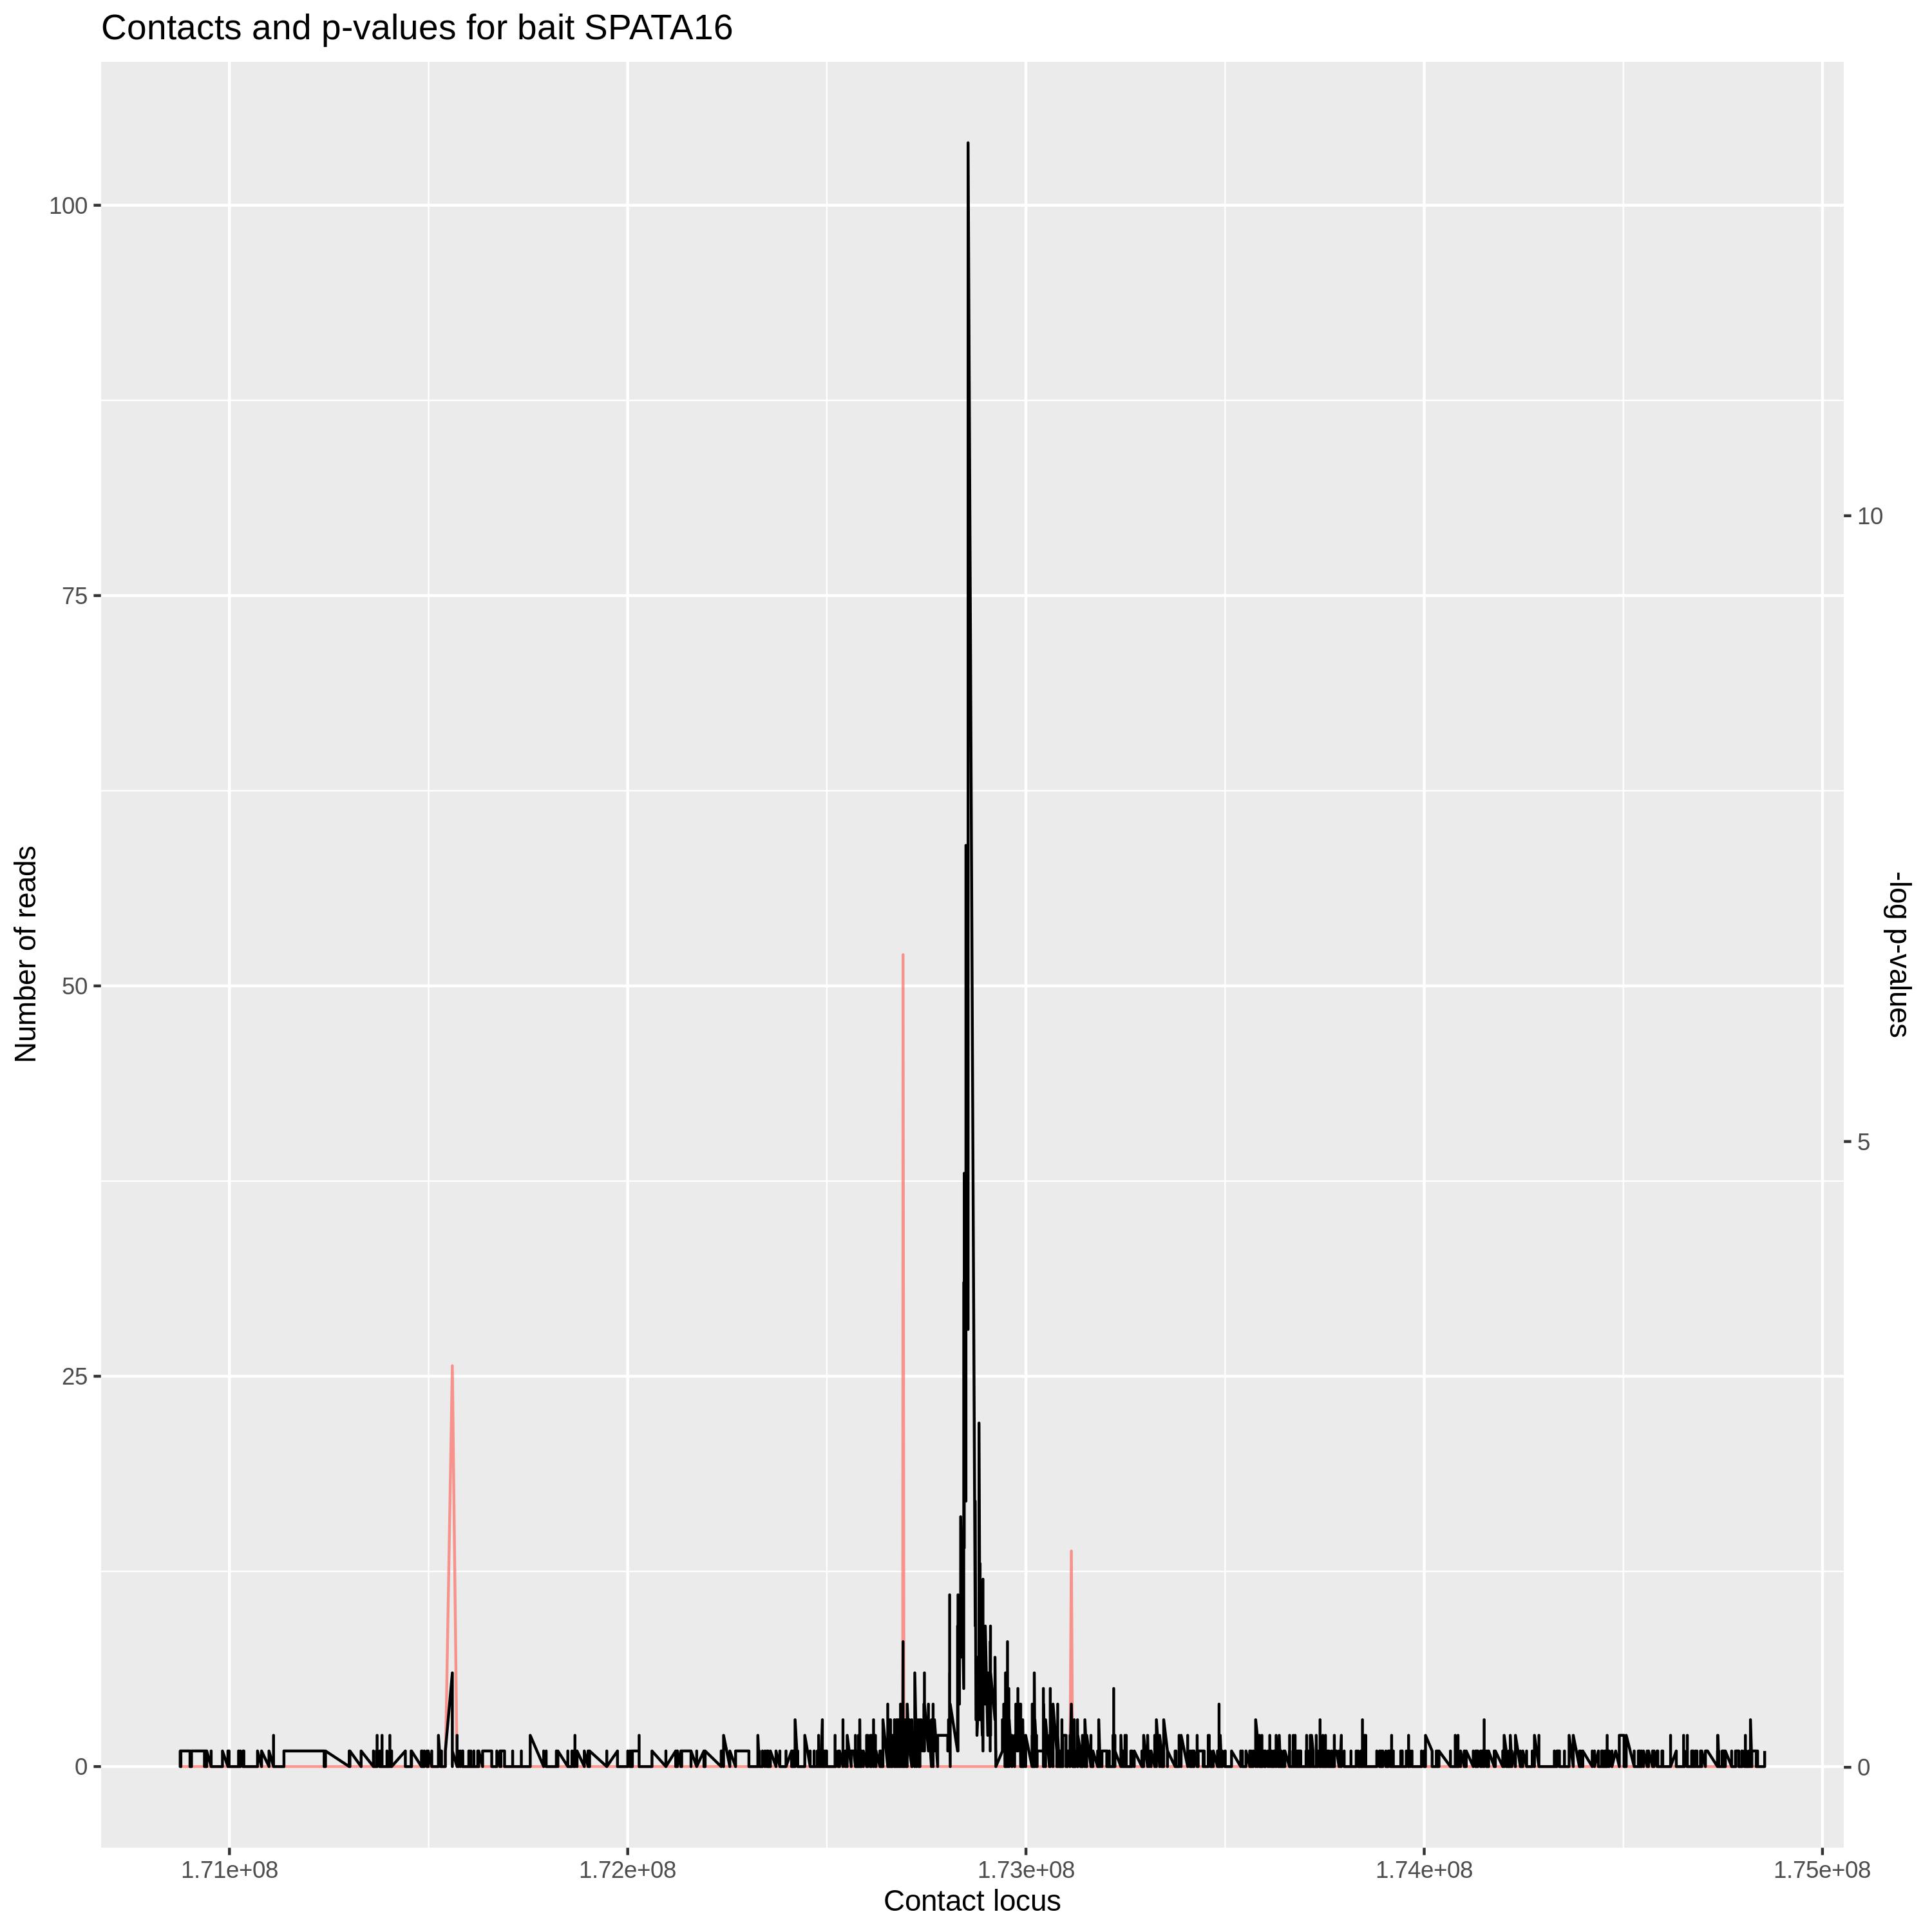 Contacts and p-values for bait SPATA16
100
75
50
25
0
Number of reads
10
5
0
-log p-values
1.71e+08
1.72e+08
1.73e+08
1.74e+08
1.75e+08
Contact locus